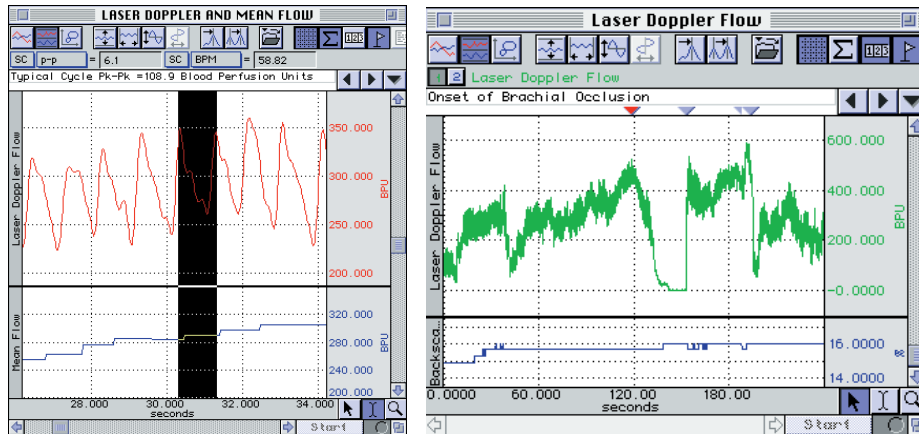 LASER DOPPLER AND MEAN FLOW
SC p-p = 6.1 SC BPM = 58.82
Typical Cycle Pk-Pk =108.9 Blood Perfusion Units
Laser Doppler Flow
350.000
300.000
250.000
200.000
BPU
Mean Flow
320.000
280.000
240.000
200.000
BPU
28.000 30.000 32.000 34.000
seconds
Start
Laser Doppler Flow
1 2 Laser Doppler Flow
Onset of Brachial Occlusion
Laser Doppler Flow
600.000
400.000
200.000
-0.0000
BPU
Backsca…
16.0000
14.0000
0.0000 60.000 120.00 180.00
seconds
Start